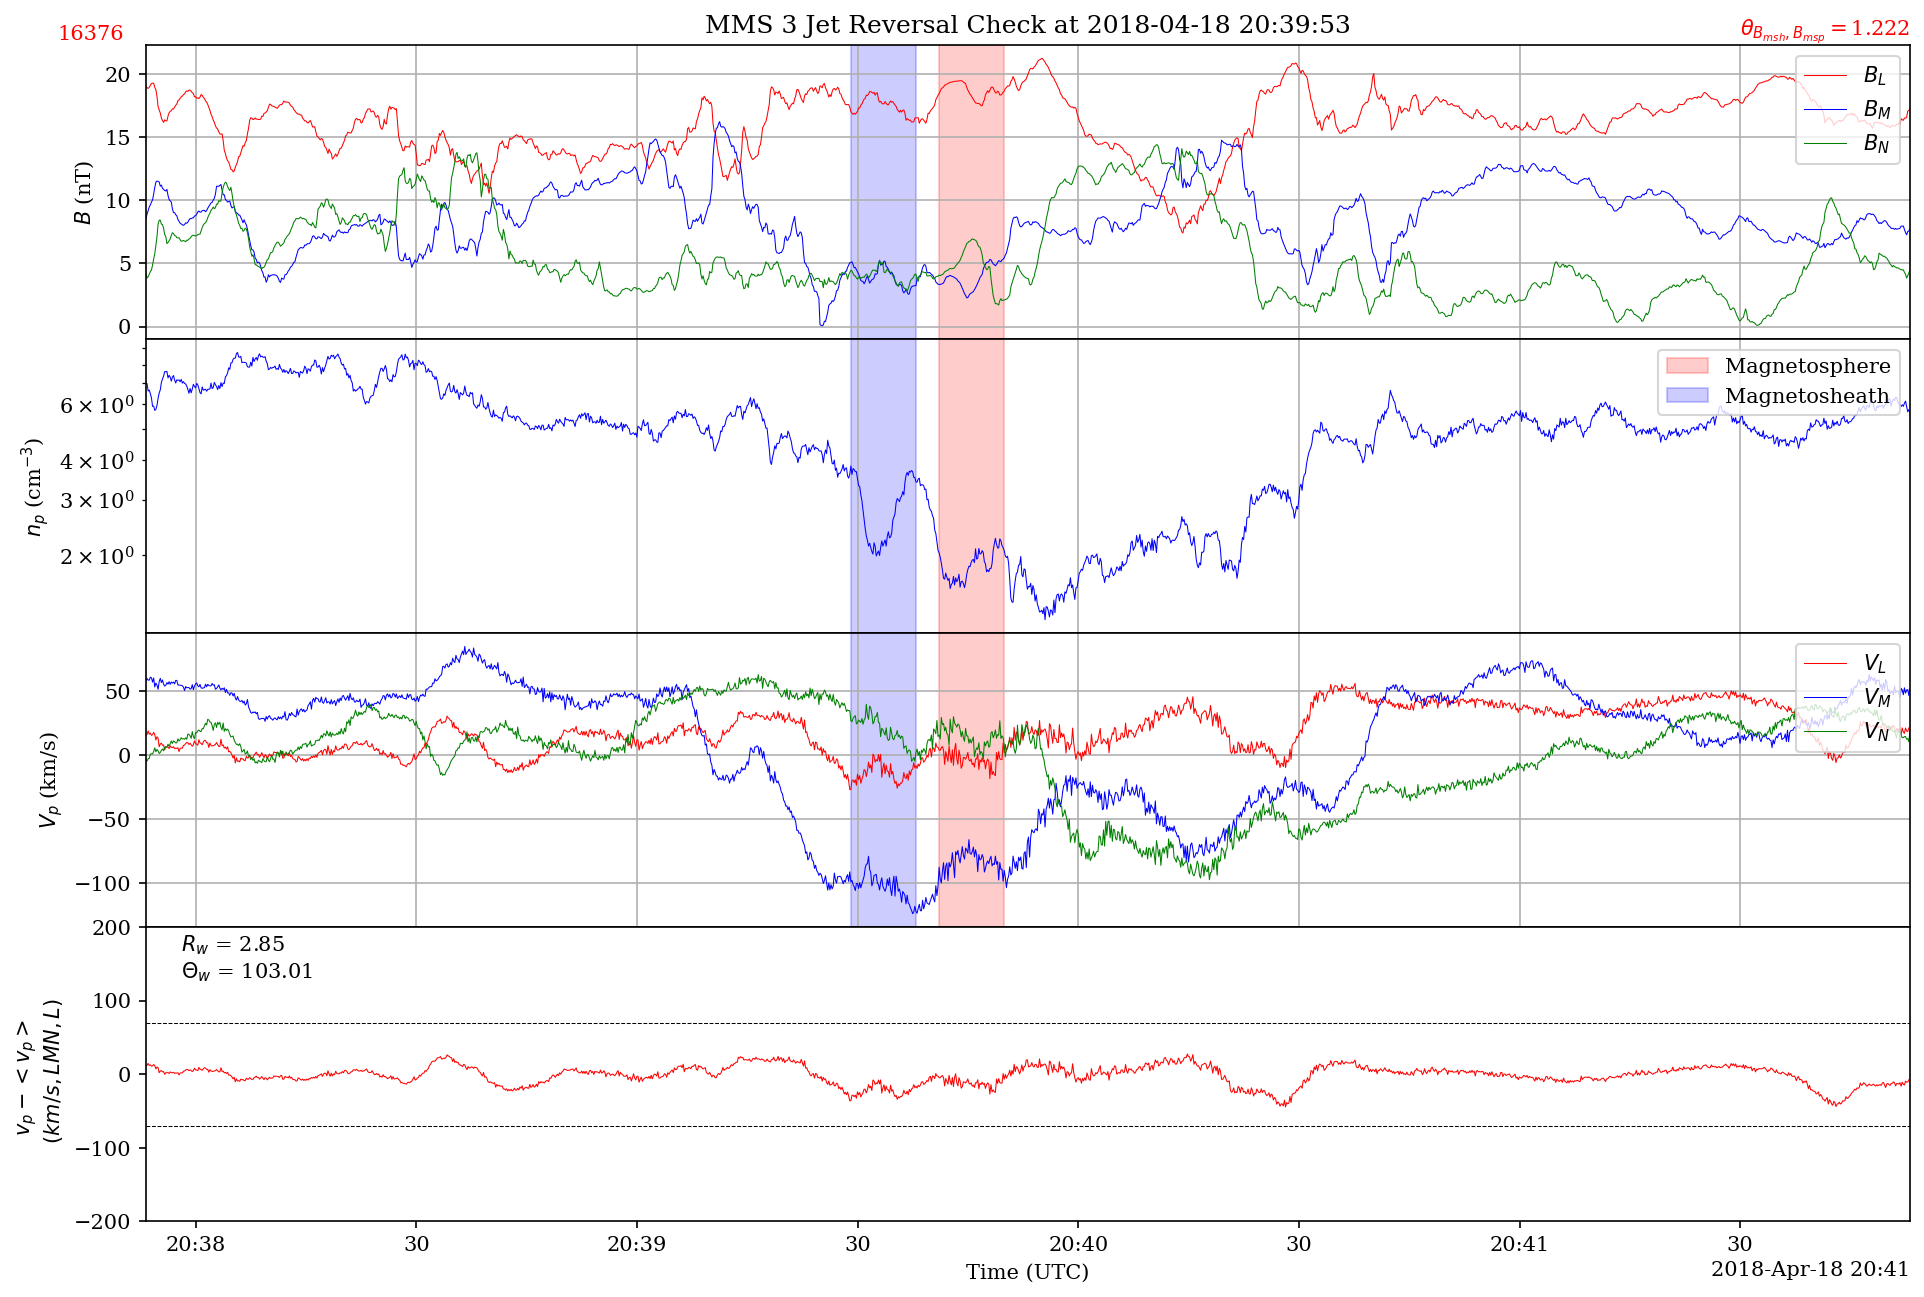 16376
MMS 3 Jet Reversal Check at 2018-04-18 20:39:53
θ_{B_{msh}, B_{msp}} = 1.222
20
15
10
5
0
B (nT)
B_L
B_M
B_N
6 × 10^0
4 × 10^0
3 × 10^0
2 × 10^0
n_p (cm^{-3})
Magnetosphere
Magnetosheath
50
0
−50
−100
V_p (km/s)
V_L
V_M
V_N
200
100
0
−100
−200
v_p − < v_p >
(km/s, LMN, L)
R_w = 2.85
Θ_w = 103.01
20:38 30 20:39 30 20:40 30 20:41 30
Time (UTC)
2018-Apr-18 20:41